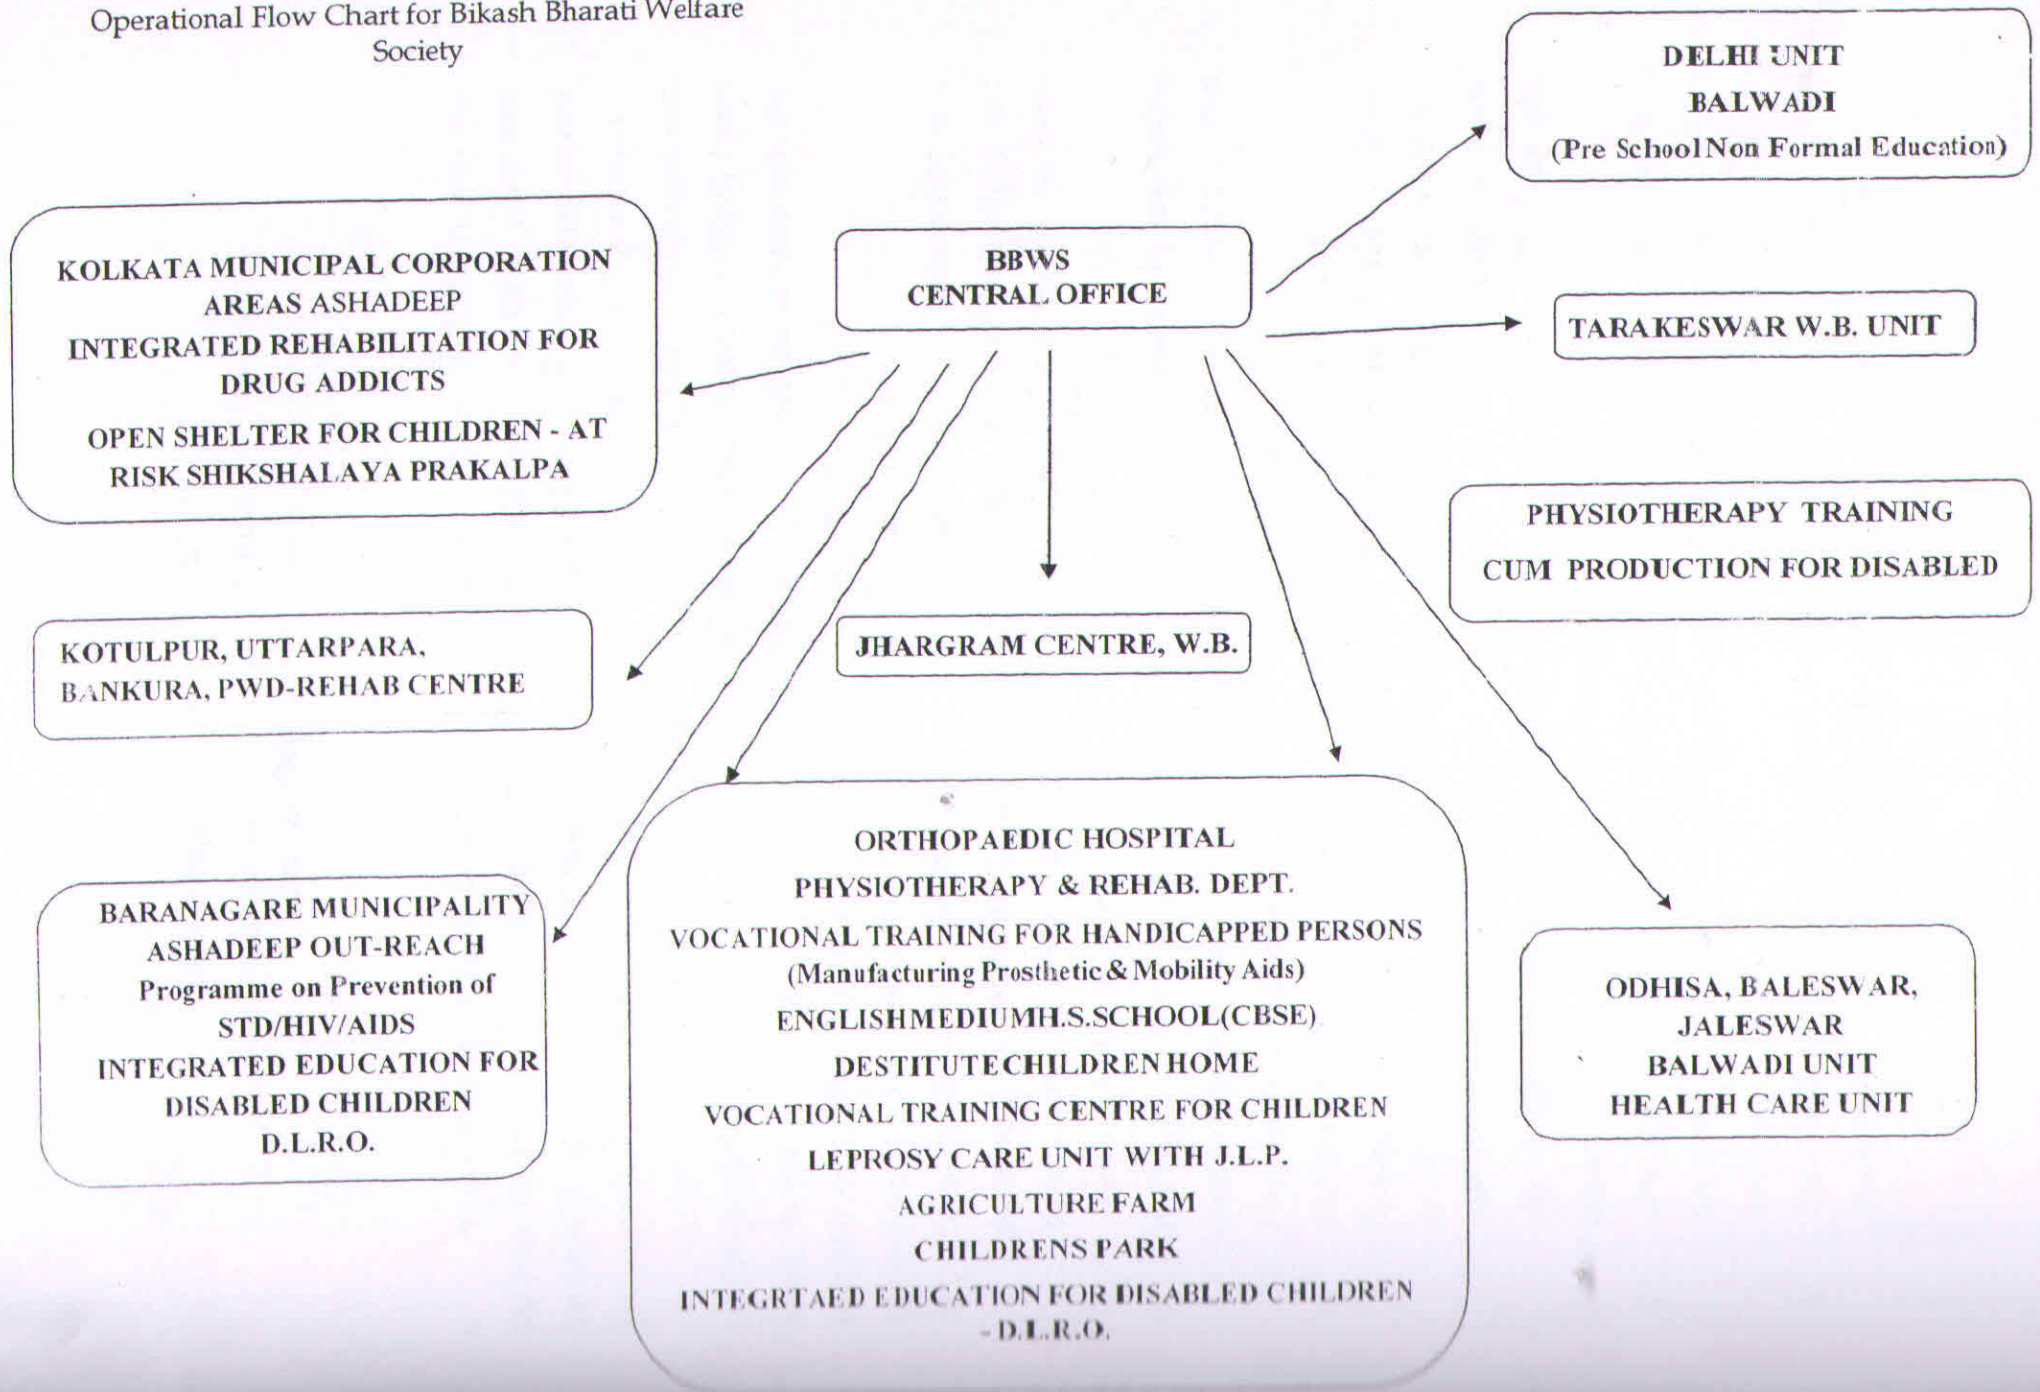 Operational Flow Chart for Bikash Bharati Welfare
Society
DELHI UNIT
BALWADI
(Pre School Non Formal Education)
KOLKATA MUNICIPAL CORPORATION
AREAS ASHADEEP
INTEGRATED REHABILITATION FOR
DRUG ADDICTS
OPEN SHELTER FOR CHILDREN - AT
RISK SHIKSHALAYA PRAKALPA
BBWS
CENTRAL OFFICE
TARAKESWAR W.B. UNIT
PHYSIOTHERAPY TRAINING
CUM PRODUCTION FOR DISABLED
KOTULPUR, UTTARPARA,
BANKURA, PWD-REHAB CENTRE
JHARGRAM CENTRE, W.B.
BARANAGARE MUNICIPALITY
ASHADEEP OUT-REACH
Programme on Prevention of
STD/HIV/AIDS
INTEGRATED EDUCATION FOR
DISABLED CHILDREN
D.L.R.O.
ORTHOPAEDIC HOSPITAL
PHYSIOTHERAPY & REHAB. DEPT.
VOCATIONAL TRAINING FOR HANDICAPPED PERSONS
(Manufacturing Prosthetic & Mobility Aids)
ENGLISH MEDIUM H.S. SCHOOL (CBSE)
DESTITUTE CHILDREN HOME
VOCATIONAL TRAINING CENTRE FOR CHILDREN
LEPROSY CARE UNIT WITH J.L.P.
AGRICULTURE FARM
CHILDRENS PARK
INTEGRTAED EDUCATION FOR DISABLED CHILDREN
- D.L.R.O.
ODHISA, BALESWAR,
JALESWAR
BALWADI UNIT
HEALTH CARE UNIT